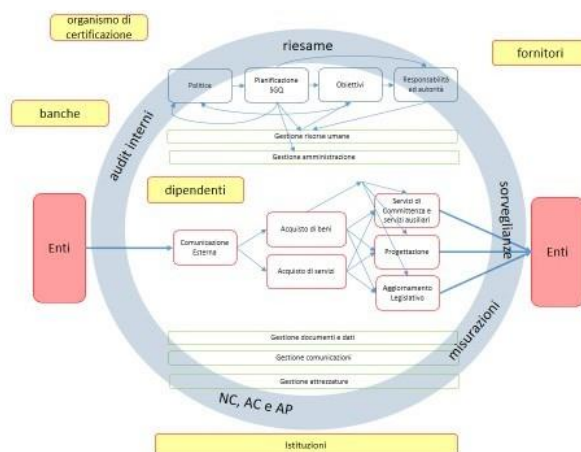 organismo di
certificazione
riesame
fornitori
Politica
Pianificazione
SGQ
Obiettivi
Responsabilità
ed autorità
banche
audit interni
Gestione risorse umane
Gestione amministrazione
dipendenti
sorveglianze
Enti
Comunicazione
Esterna
Acquisto di beni
Acquisto di servizi
Servizi di
Committenza e
servizi ausiliari
Progettazione
Aggiornamento
Legislativo
Enti
misurazioni
Gestione documenti e dati
Gestione comunicazioni
Gestione attrezzature
NC, AC e AP
Istituzioni